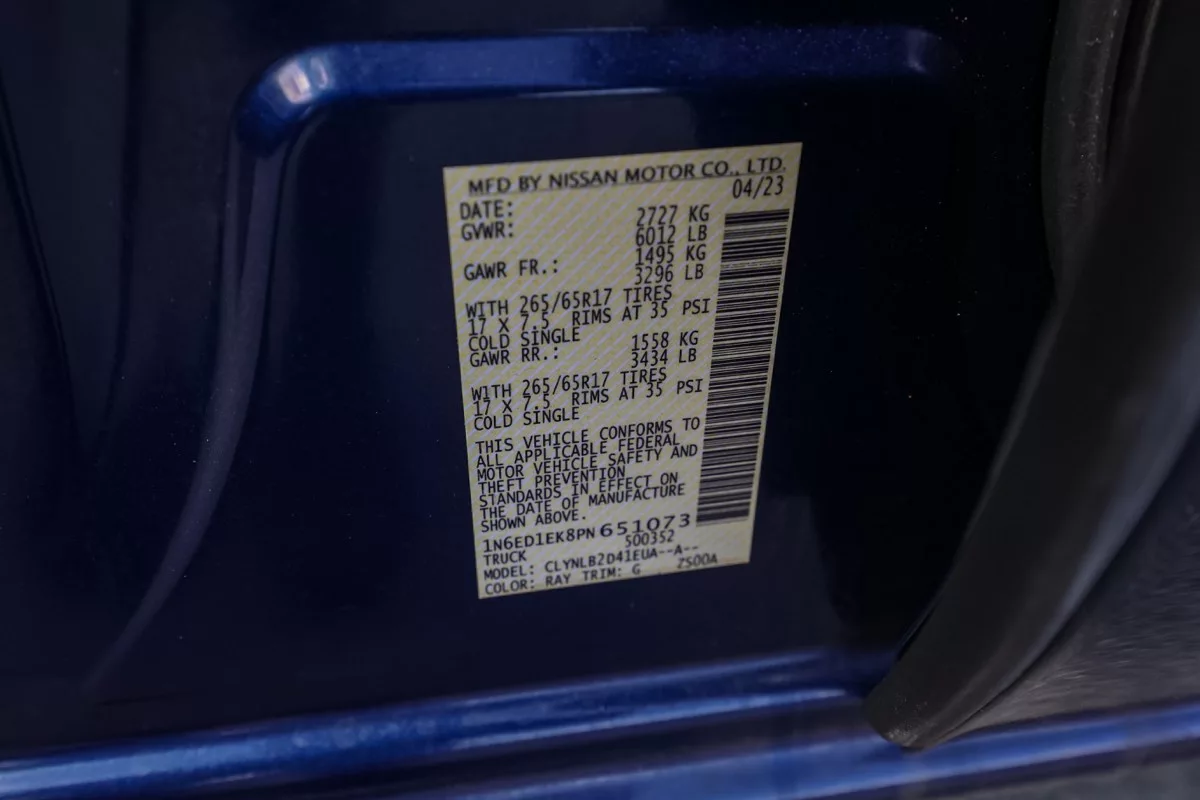 MFD BY NISSAN MOTOR CO., LTD.
DATE: 04/23
GVWR: 2727 KG
6012 LB
GAWR FR.: 1495 KG
3296 LB
WITH 265/65R17 TIRES
17 X 7.5 RIMS AT 35 PSI
COLD SINGLE
GAWR RR.: 1558 KG
3434 LB
WITH 265/65R17 TIRES
17 X 7.5 RIMS AT 35 PSI
COLD SINGLE
THIS VEHICLE CONFORMS TO
ALL APPLICABLE FEDERAL
MOTOR VEHICLE SAFETY AND
THEFT PREVENTION
STANDARDS IN EFFECT ON
THE DATE OF MANUFACTURE
SHOWN ABOVE.
1N6ED1EK8PN 651073
TRUCK 500352
MODEL: CLYNLB2D41EUA--A--
COLOR: RAY TRIM: G ZS00A